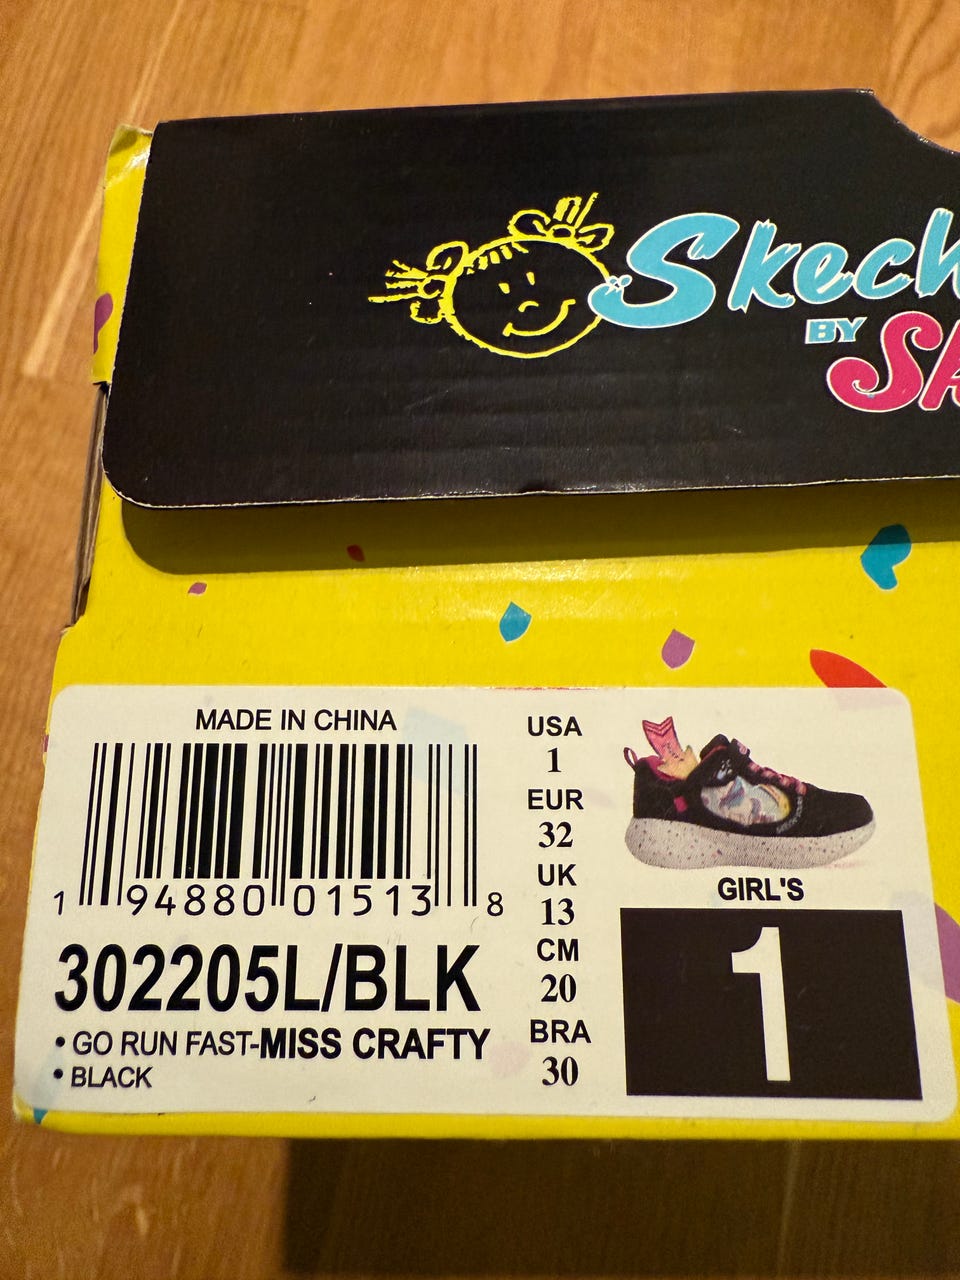 Skech
BY
SK
MADE IN CHINA
1 94880 01513 8
302205L/BLK
• GO RUN FAST-MISS CRAFTY
• BLACK
USA
1
EUR
32
UK
13
CM
20
BRA
30
GIRL'S
1